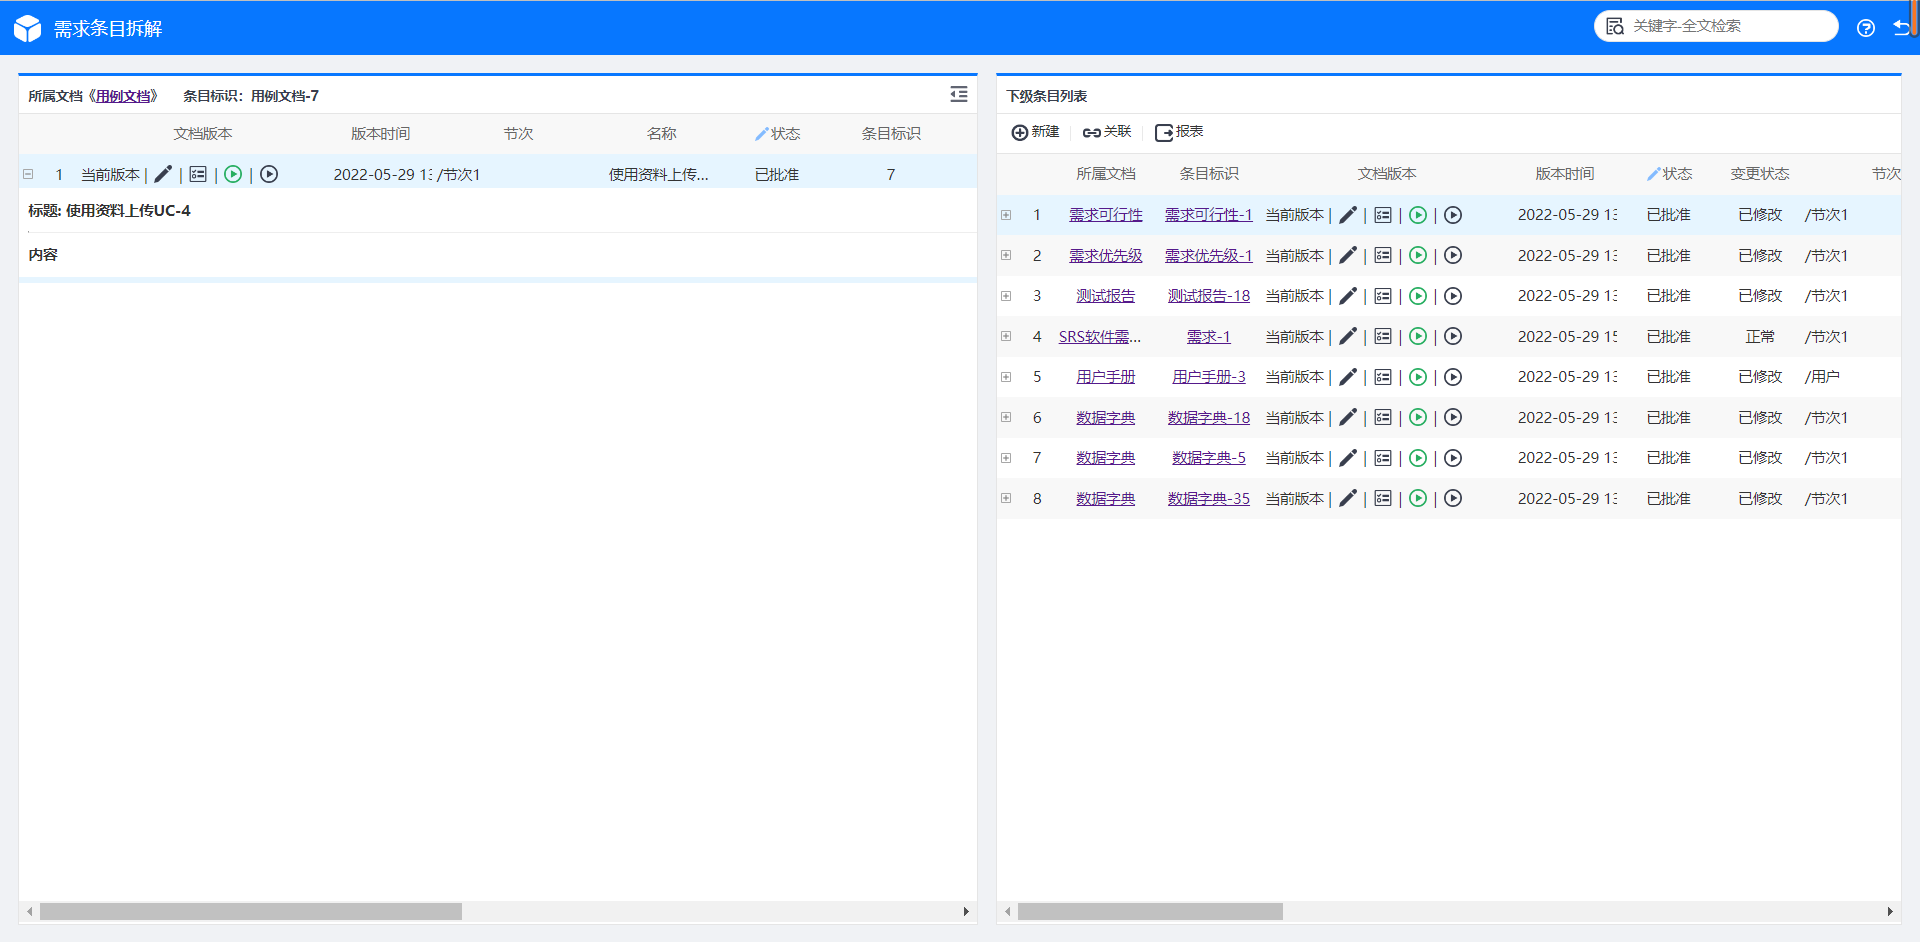 需求条目拆解
关键字-全文检索
所属文档《用例文档》 条目标识：用例文档-7
文档版本 版本时间 节次 名称 状态 条目标识
1 当前版本 | | | | 2022-05-29 1 /节次1 使用资料上传... 已批准 7
标题: 使用资料上传UC-4
内容
下级条目列表
新建 关联 报表
所属文档 条目标识 文档版本 版本时间 状态 变更状态 节次
1 需求可行性 需求可行性-1 当前版本 | | | | 2022-05-29 1 已批准 已修改 /节次1
2 需求优先级 需求优先级-1 当前版本 | | | | 2022-05-29 1 已批准 已修改 /节次1
3 测试报告 测试报告-18 当前版本 | | | | 2022-05-29 1 已批准 已修改 /节次1
4 SRS软件需... 需求-1 当前版本 | | | | 2022-05-29 15 已批准 正常 /节次1
5 用户手册 用户手册-3 当前版本 | | | | 2022-05-29 1 已批准 已修改 /用户
6 数据字典 数据字典-18 当前版本 | | | | 2022-05-29 1 已批准 已修改 /节次1
7 数据字典 数据字典-5 当前版本 | | | | 2022-05-29 1 已批准 已修改 /节次1
8 数据字典 数据字典-35 当前版本 | | | | 2022-05-29 1 已批准 已修改 /节次1